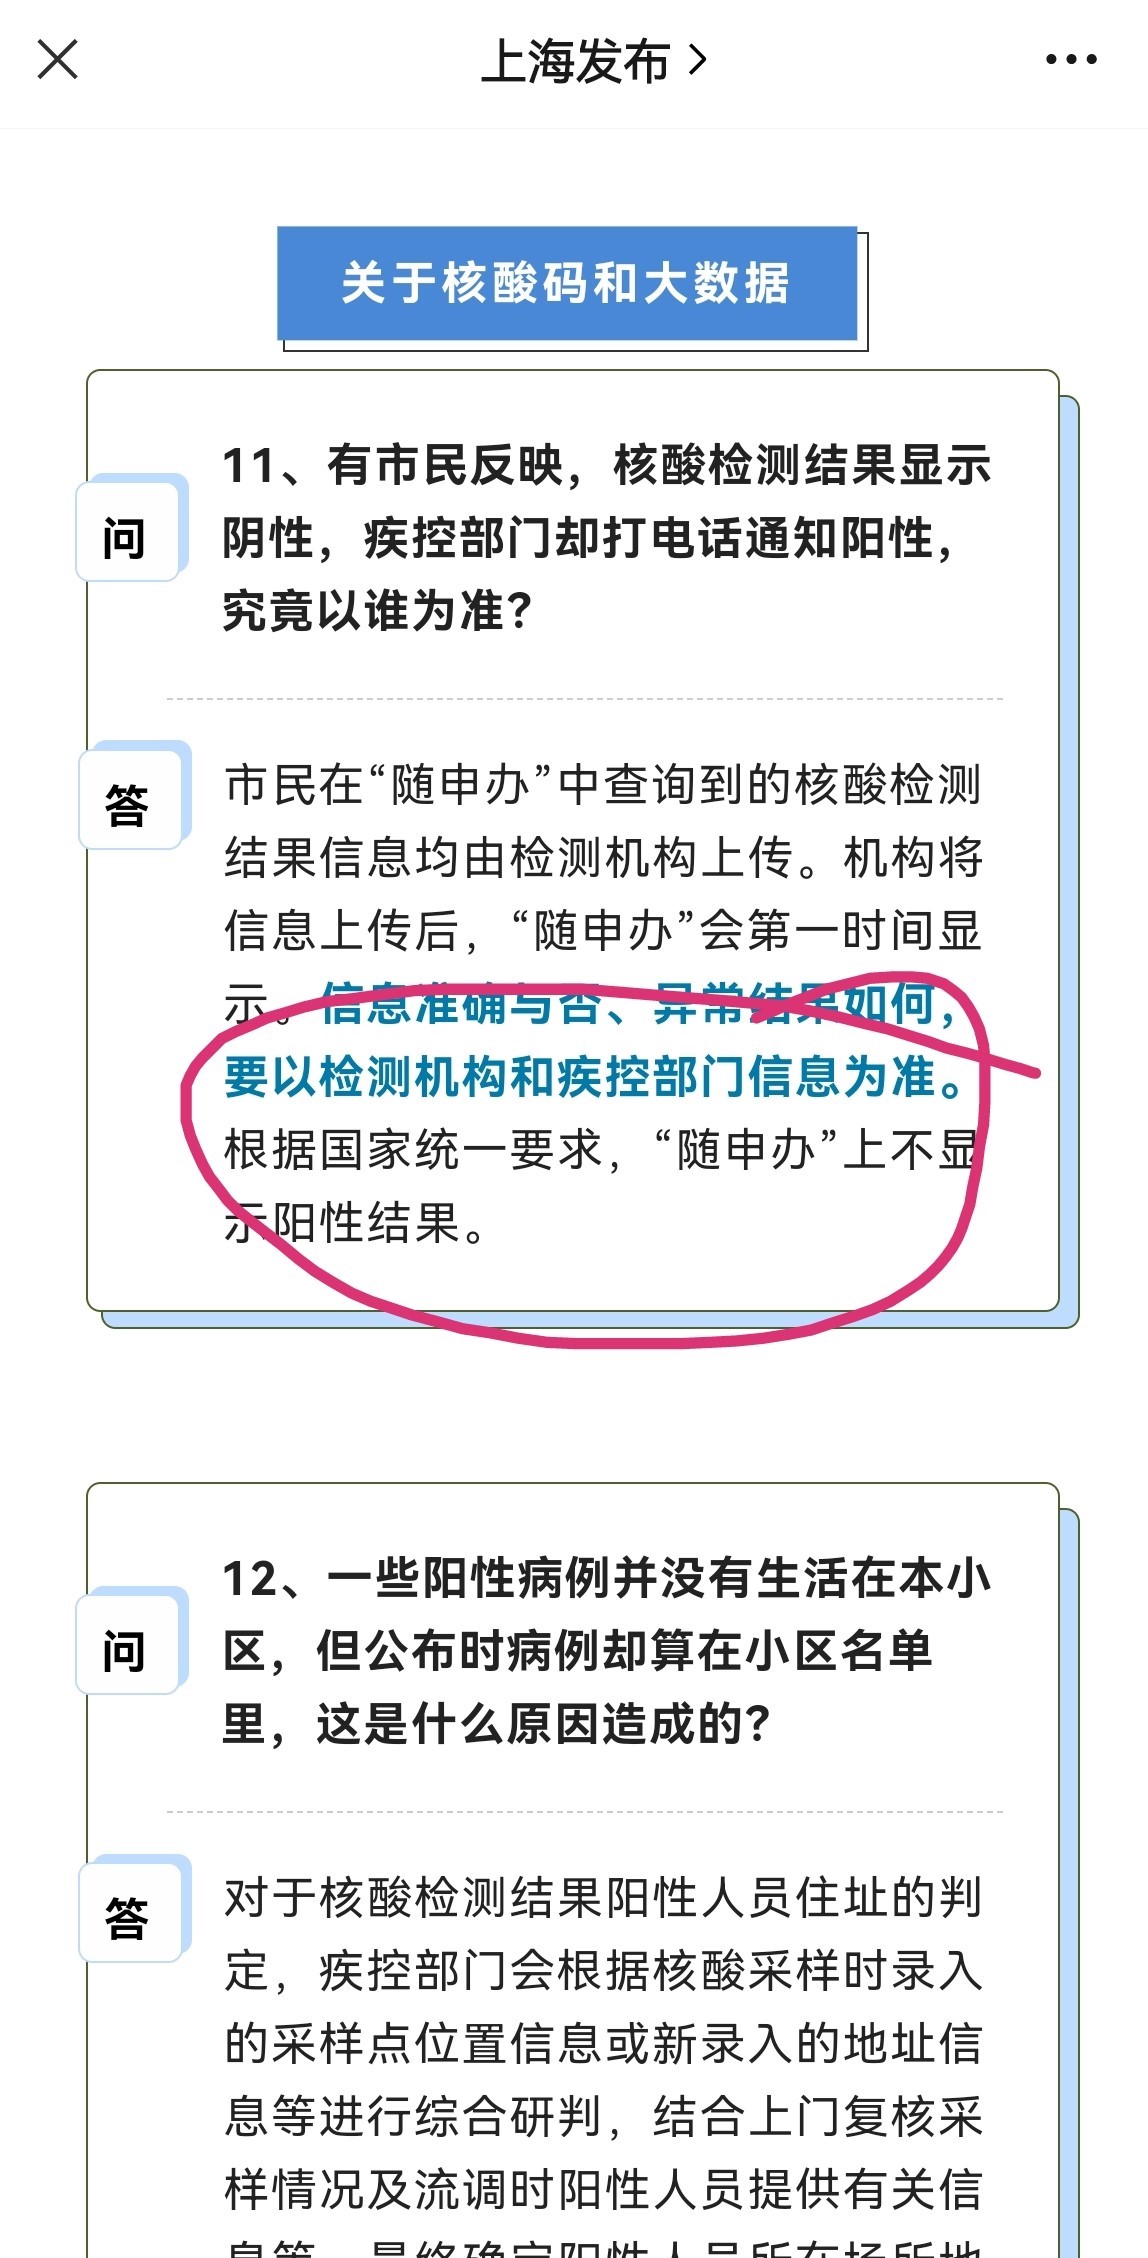 上海发布
关于核酸码和大数据
问
11、有市民反映，核酸检测结果显示
阴性，疾控部门却打电话通知阳性，
究竟以谁为准？
答
市民在“随申办”中查询到的核酸检测
结果信息均由检测机构上传。机构将
信息上传后，“随申办”会第一时间显
示。信息准确与否、异常结果如何，
要以检测机构和疾控部门信息为准。
根据国家统一要求，“随申办”上不显
示阳性结果。
问
12、一些阳性病例并没有生活在本小
区，但公布时病例却算在小区名单
里，这是什么原因造成的？
答
对于核酸检测结果阳性人员住址的判
定，疾控部门会根据核酸采样时录入
的采样点位置信息或新录入的地址信
息等进行综合研判，结合上门复核采
样情况及流调时阳性人员提供有关信
息等，最终确定阳性人员所在场所地